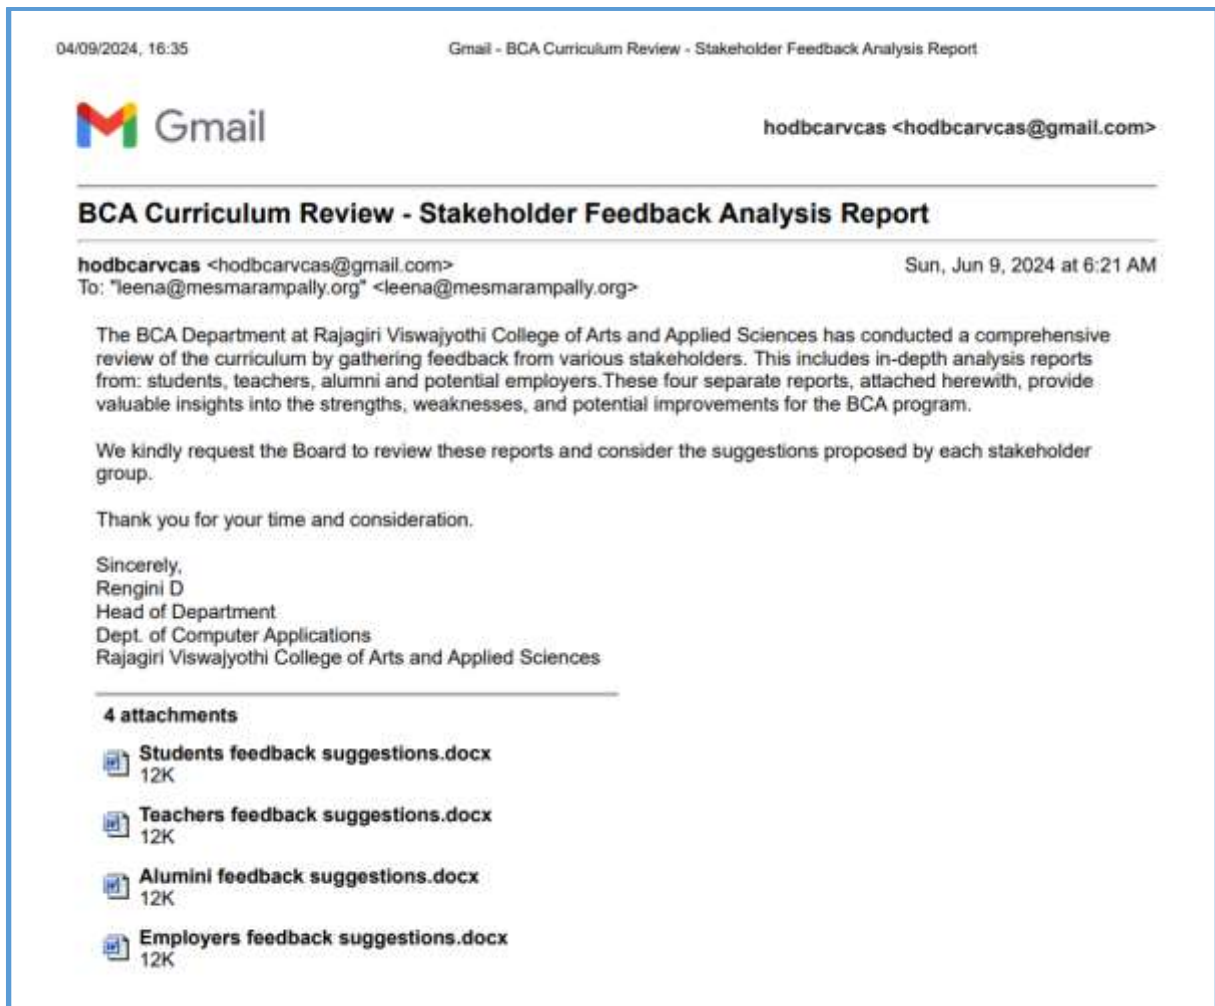 04/09/2024, 16:35 Gmail - BCA Curriculum Review - Stakeholder Feedback Analysis Report
Gmail hodbcarvcas <hodbcarvcas@gmail.com>
BCA Curriculum Review - Stakeholder Feedback Analysis Report
hodbcarvcas <hodbcarvcas@gmail.com> Sun, Jun 9, 2024 at 6:21 AM
To: "leena@mesmarampally.org" <leena@mesmarampally.org>
The BCA Department at Rajagiri Viswajyothi College of Arts and Applied Sciences has conducted a comprehensive
review of the curriculum by gathering feedback from various stakeholders. This includes in-depth analysis reports
from: students, teachers, alumni and potential employers.These four separate reports, attached herewith, provide
valuable insights into the strengths, weaknesses, and potential improvements for the BCA program.
We kindly request the Board to review these reports and consider the suggestions proposed by each stakeholder
group.
Thank you for your time and consideration.
Sincerely,
Rengini D
Head of Department
Dept. of Computer Applications
Rajagiri Viswajyothi College of Arts and Applied Sciences
4 attachments
Students feedback suggestions.docx
12K
Teachers feedback suggestions.docx
12K
Alumini feedback suggestions.docx
12K
Employers feedback suggestions.docx
12K